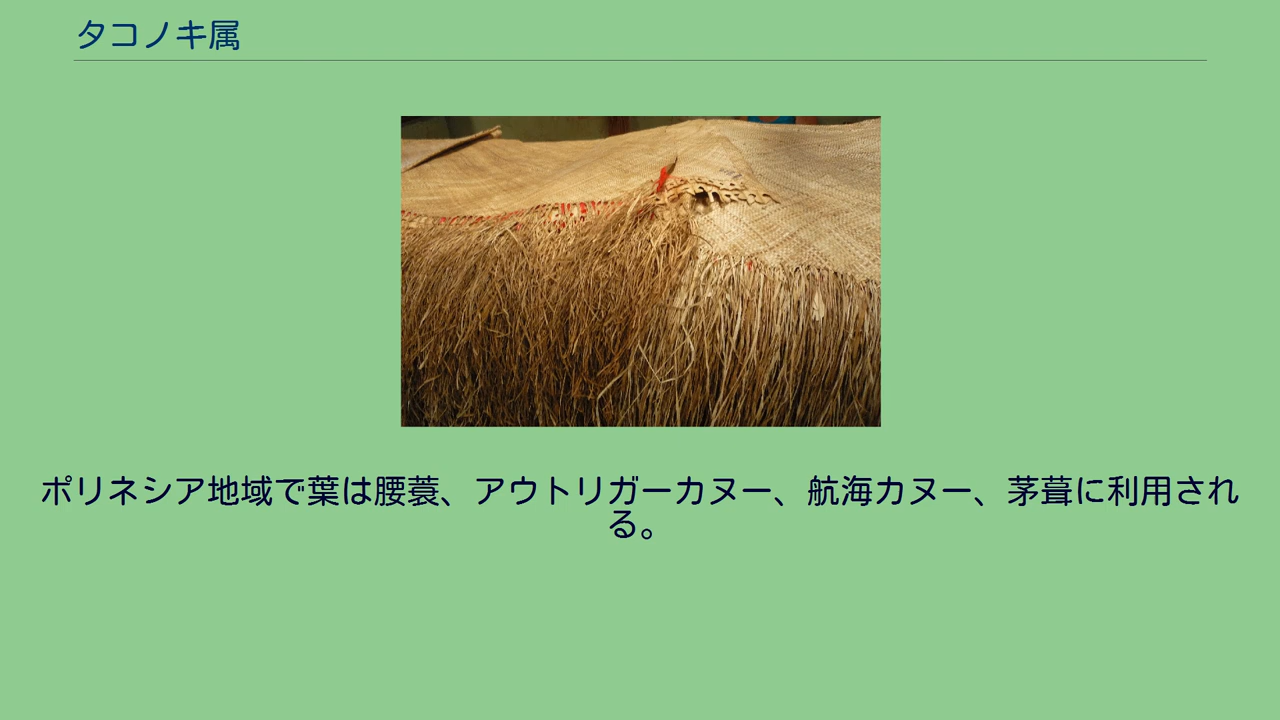 タコノキ属
ポリネシア地域で葉は腰蓑、アウトリガーカヌー、航海カヌー、茅葺に利用され
る。